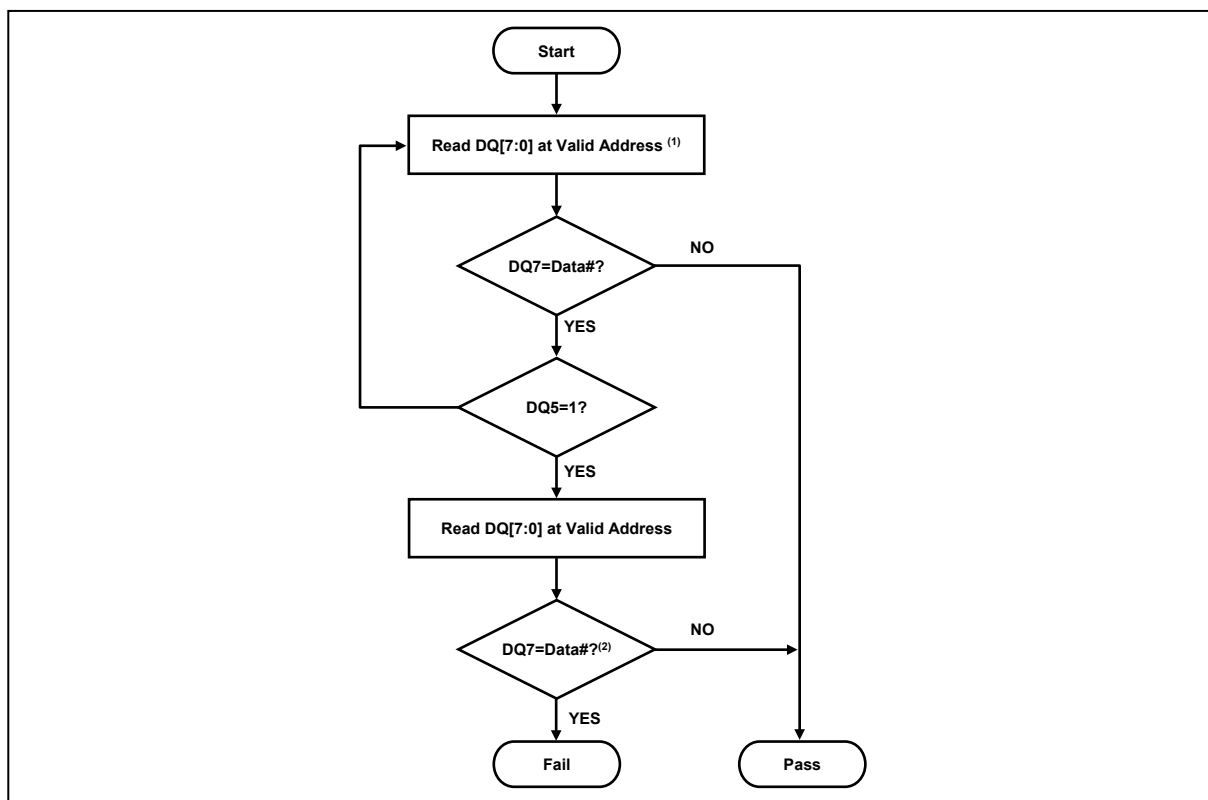 Start
Read DQ[7:0] at Valid Address (1)
DQ7=Data#?
NO
YES
DQ5=1?
YES
Read DQ[7:0] at Valid Address
DQ7=Data#?(2)
NO
YES
Fail
Pass